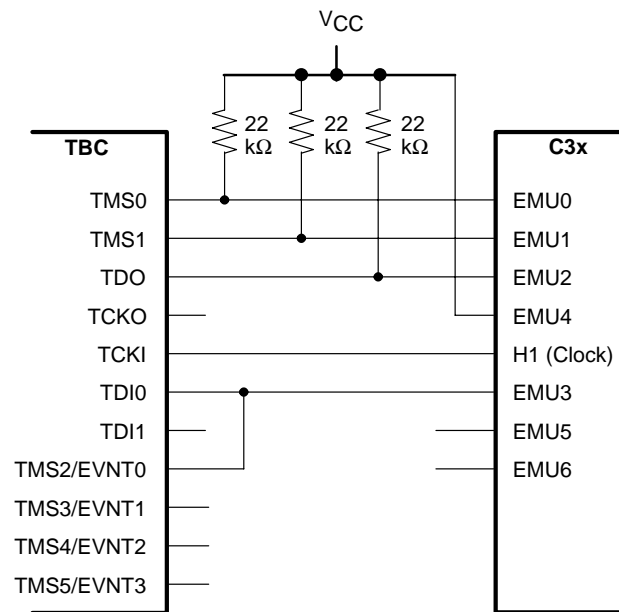 VCC
22 kΩ
22 kΩ
22 kΩ
TBC
C3x
TMS0
EMU0
TMS1
EMU1
TDO
EMU2
TCKO
EMU4
TCKI
H1 (Clock)
TDI0
EMU3
TDI1
EMU5
TMS2/EVNT0
EMU6
TMS3/EVNT1
TMS4/EVNT2
TMS5/EVNT3